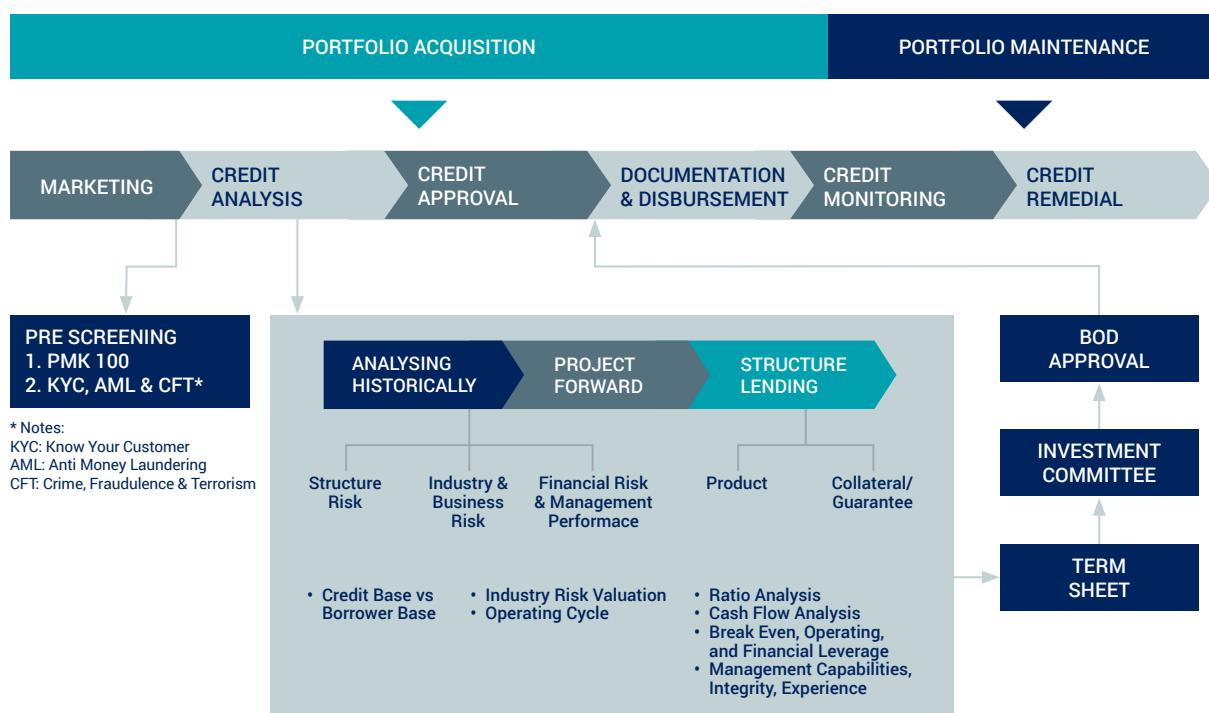 PORTFOLIO ACQUISITION
PORTFOLIO MAINTENANCE
MARKETING
CREDIT
ANALYSIS
CREDIT
APPROVAL
DOCUMENTATION
& DISBURSEMENT
CREDIT
MONITORING
CREDIT
REMEDIAL
PRE SCREENING
1. PMK 100
2. KYC, AML & CFT*
* Notes:
KYC: Know Your Customer
AML: Anti Money Laundering
CFT: Crime, Fraudulence & Terrorism
ANALYSING
HISTORICALLY
PROJECT
FORWARD
STRUCTURE
LENDING
Structure
Risk
Industry &
Business
Risk
Financial Risk
& Management
Performace
Product
Collateral/
Guarantee
• Credit Base vs
Borrower Base
• Industry Risk Valuation
• Operating Cycle
• Ratio Analysis
• Cash Flow Analysis
• Break Even, Operating,
and Financial Leverage
• Management Capabilities,
Integrity, Experience
BOD
APPROVAL
INVESTMENT
COMMITTEE
TERM
SHEET